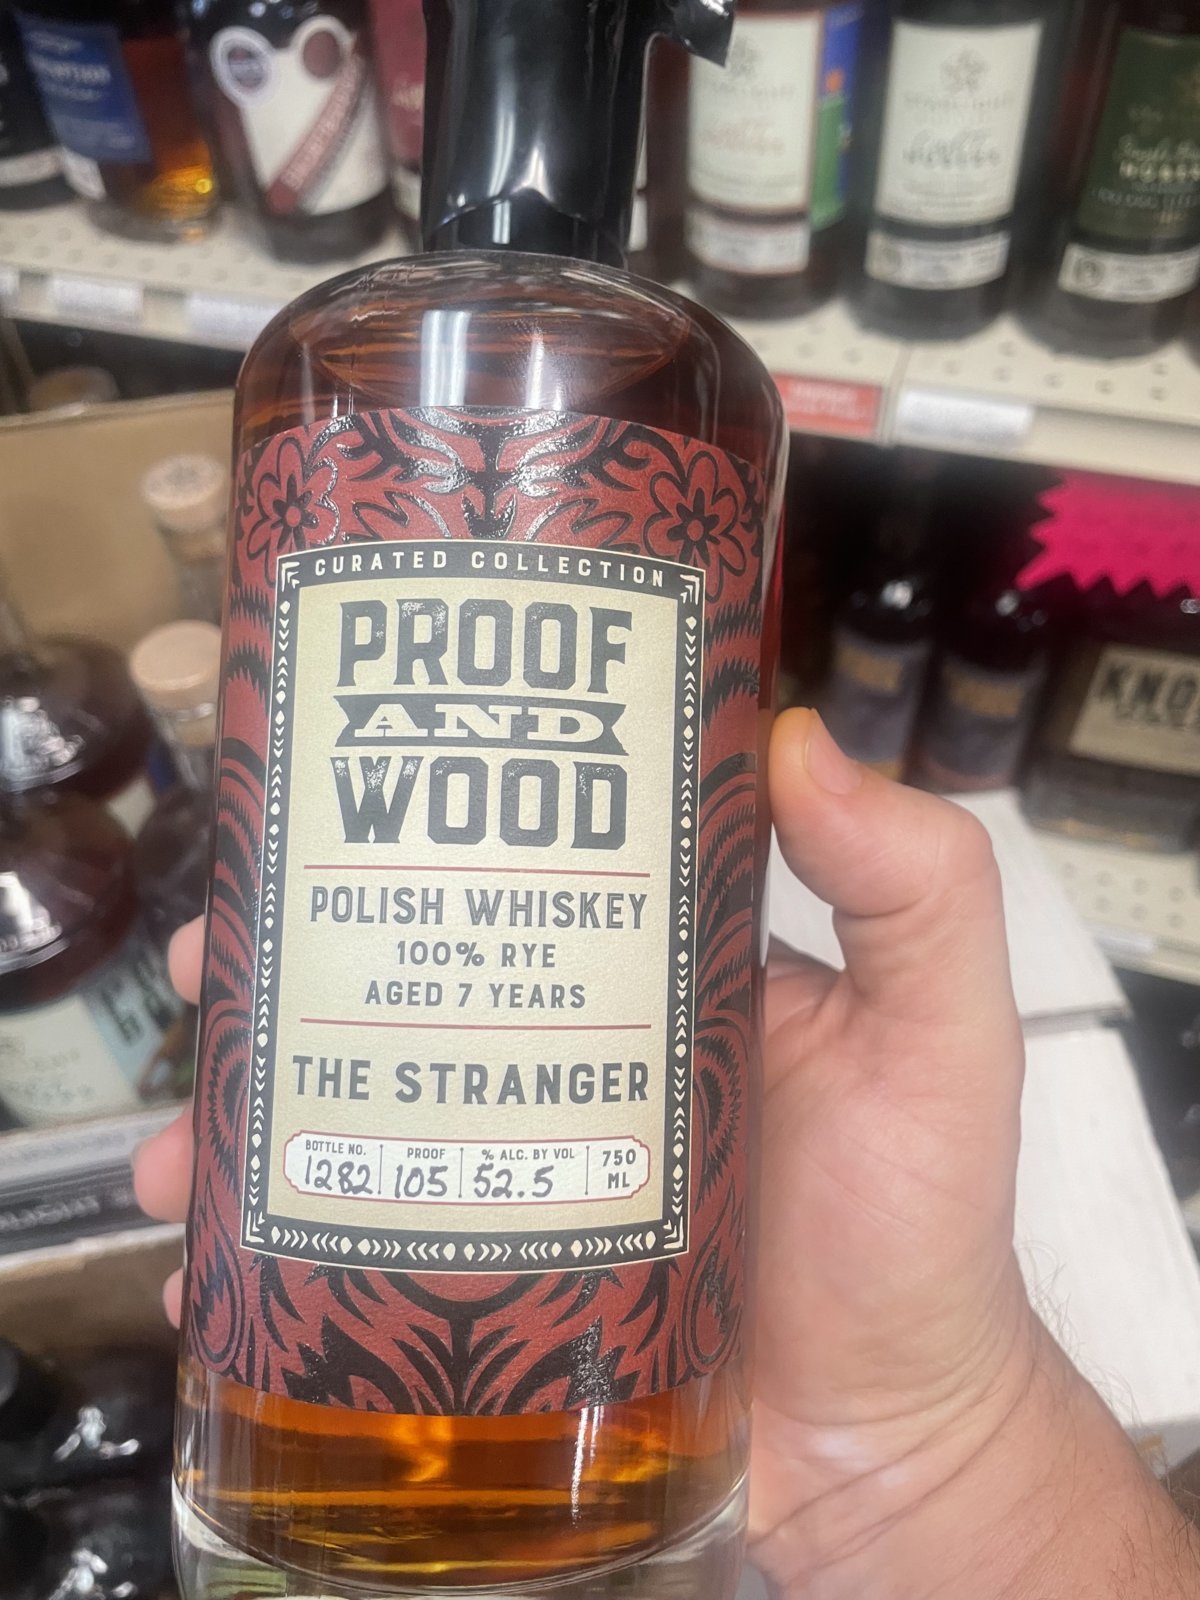 CURATED COLLECTION
PROOF
AND
WOOD
POLISH WHISKEY
100% RYE
AGED 7 YEARS
THE STRANGER
BOTTLE NO. PROOF % ALC. BY VOL 750
1282 105 52.5 ML